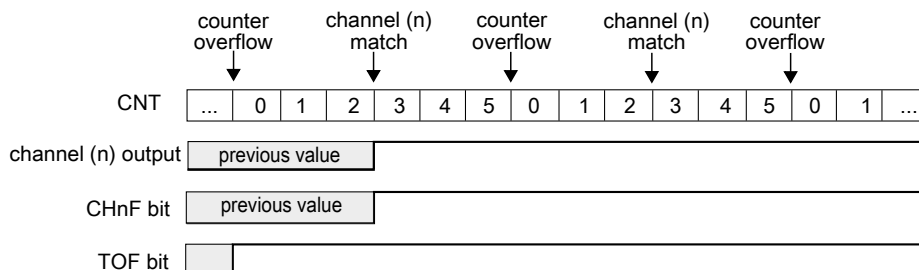 counter overflow
channel (n) match
counter overflow
channel (n) match
counter overflow
CNT ... 0 1 2 3 4 5 0 1 2 3 4 5 0 1 ...
channel (n) output previous value
CHnF bit previous value
TOF bit